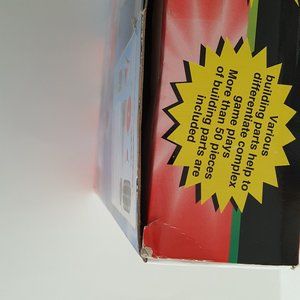 Various
building parts help to
differentiate complex
game plays
More than 50 pieces
of building parts are
included